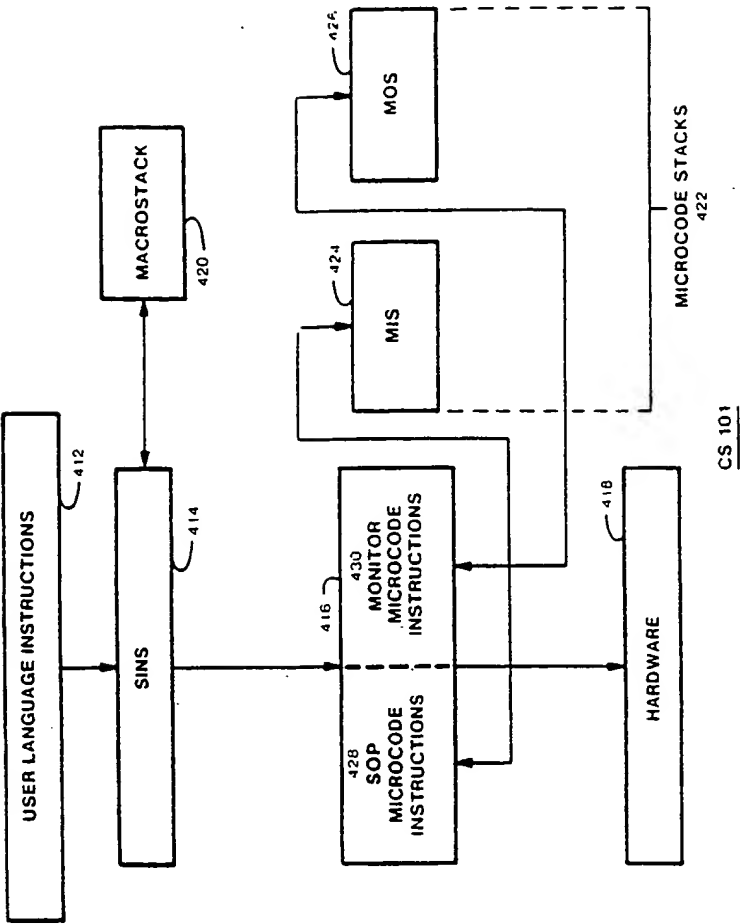 USER LANGUAGE INSTRUCTIONS
412
SINS
414
MACROSTACK
420
416
428
SOP
MICROCODE
INSTRUCTIONS
430
MONITOR
MICROCODE
INSTRUCTIONS
HARDWARE
418
MIS
424
MOS
426
MICROCODE STACKS
422
CS 101